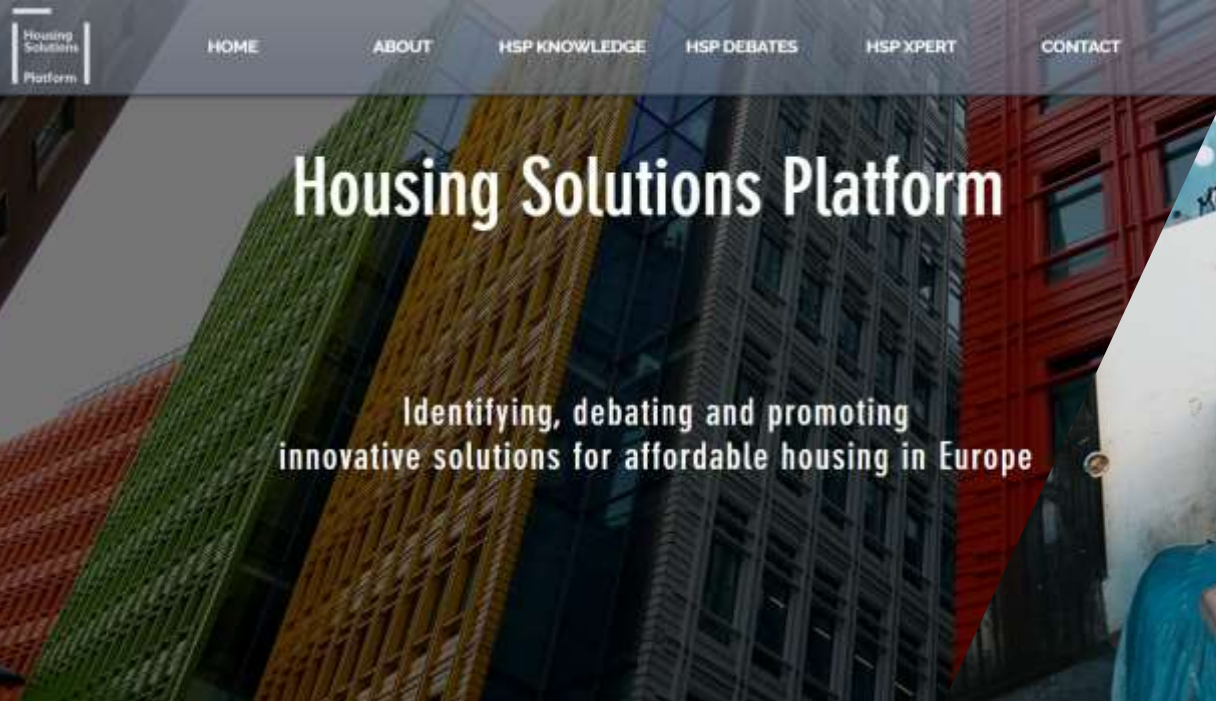 Housing
Solutions
Platform
HOME ABOUT HSP KNOWLEDGE HSP DEBATES HSP XPERT CONTACT
Housing Solutions Platform
Identifying, debating and promoting
innovative solutions for affordable housing in Europe